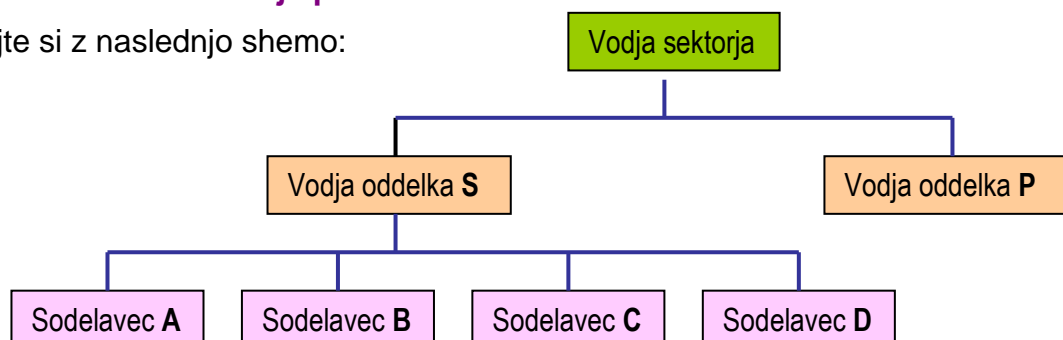 jte si z naslednjo shemo:
Vodja sektorja
Vodja oddelka S
Vodja oddelka P
Sodelavec A
Sodelavec B
Sodelavec C
Sodelavec D